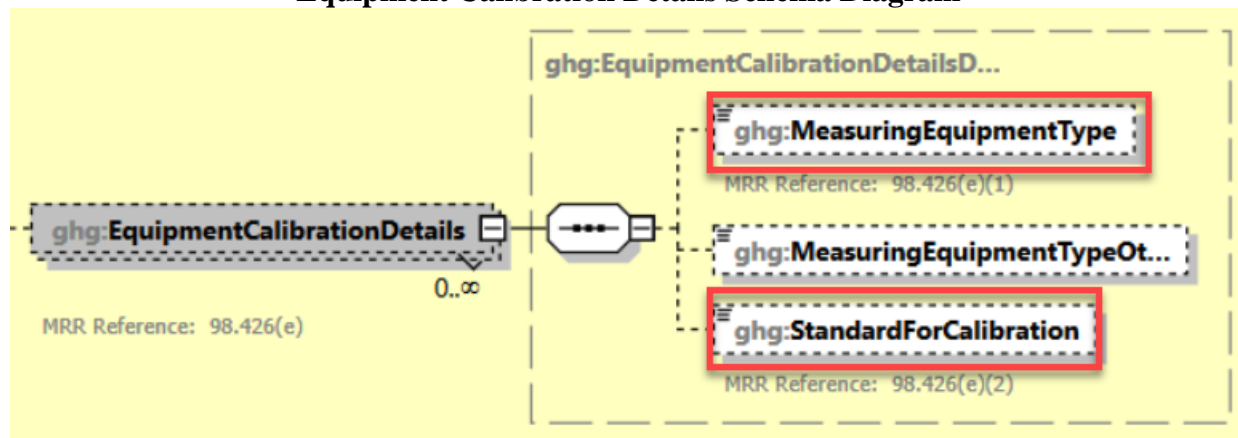 Equipment Calibration Details Schema Diagram
ghg:EquipmentCalibrationDetailsD...
ghg:MeasuringEquipmentType
MRR Reference: 98.426(e)(1)
ghg:EquipmentCalibrationDetails
0..∞
MRR Reference: 98.426(e)
ghg:MeasuringEquipmentTypeOt...
ghg:StandardForCalibration
MRR Reference: 98.426(e)(2)